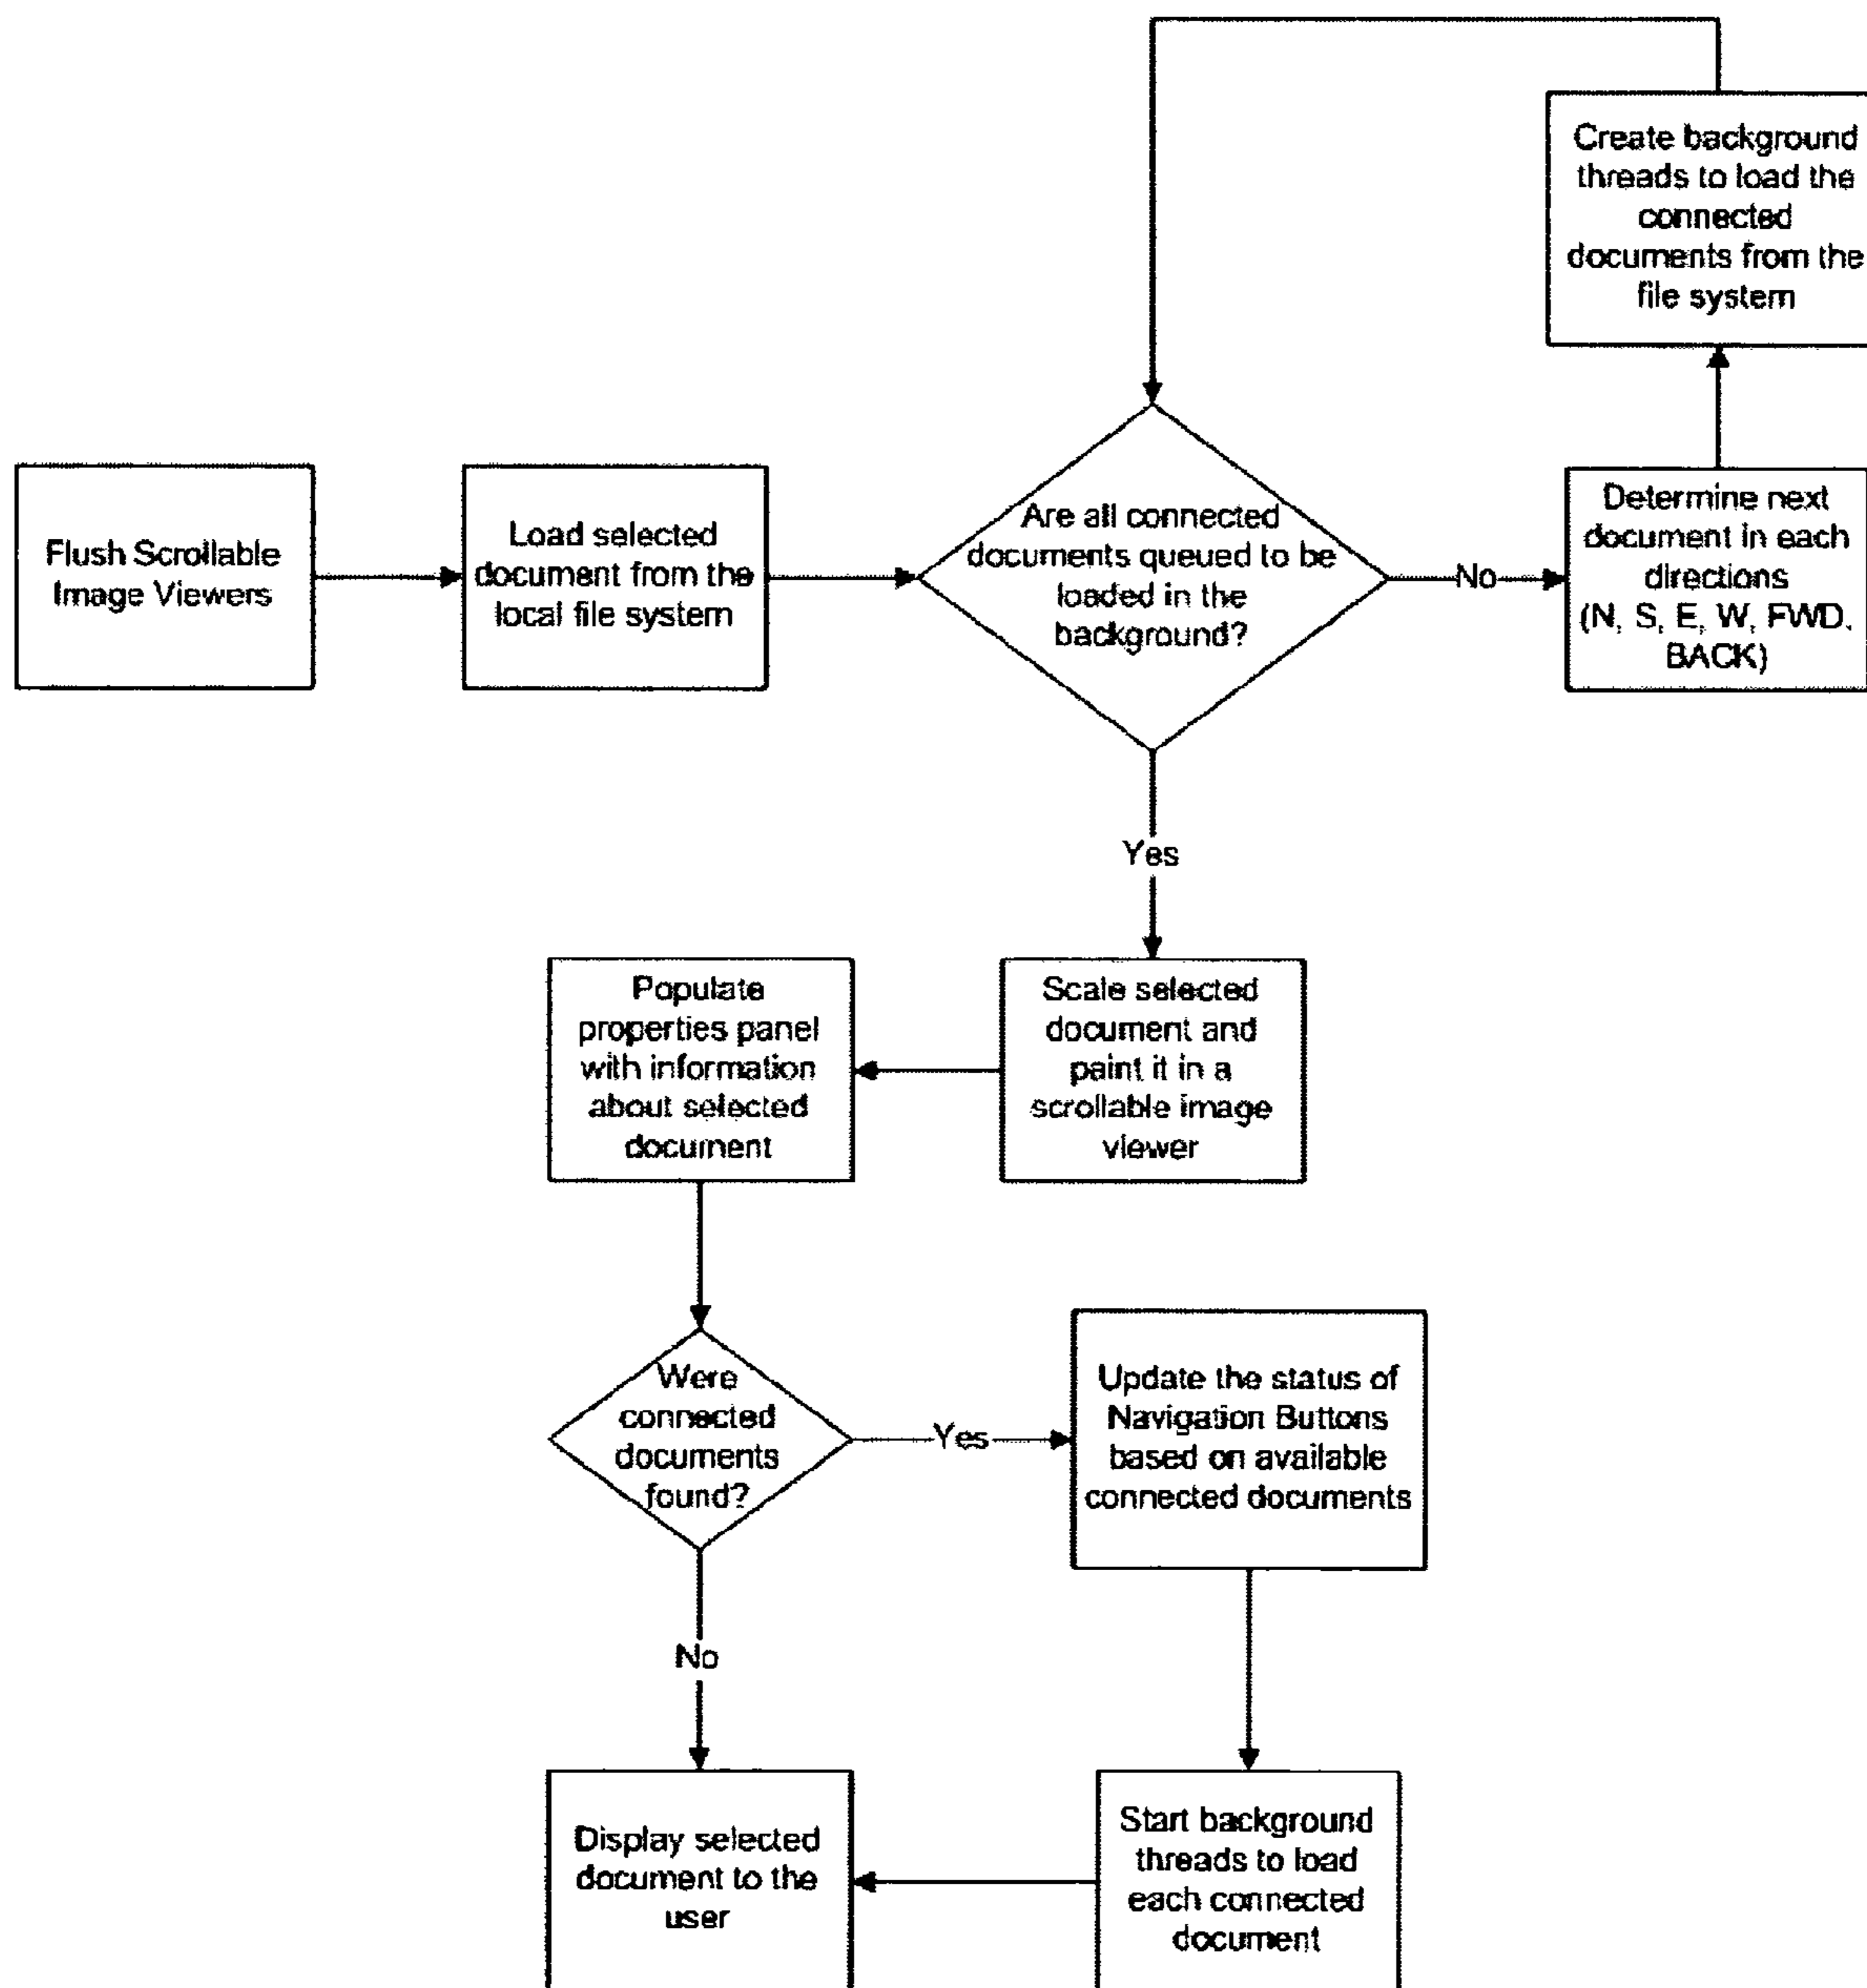 Create background
threads to load the
connected
documents from the
file system
Flush Scrollable
Image Viewers
Load selected
document from the
local file system
Are all connected
documents queued to be
loaded in the
background?
No
Determine next
document in each
directions
(N, S, E, W, FWD,
BACK)
Yes
Populate
properties panel
with information
about selected
document
Scale selected
document and
paint it in a
scrollable image
viewer
Were
connected
documents
found?
Yes
Update the status of
Navigation Buttons
based on available
connected documents
No
Display selected
document to the
user
Start background
threads to load
each connected
document